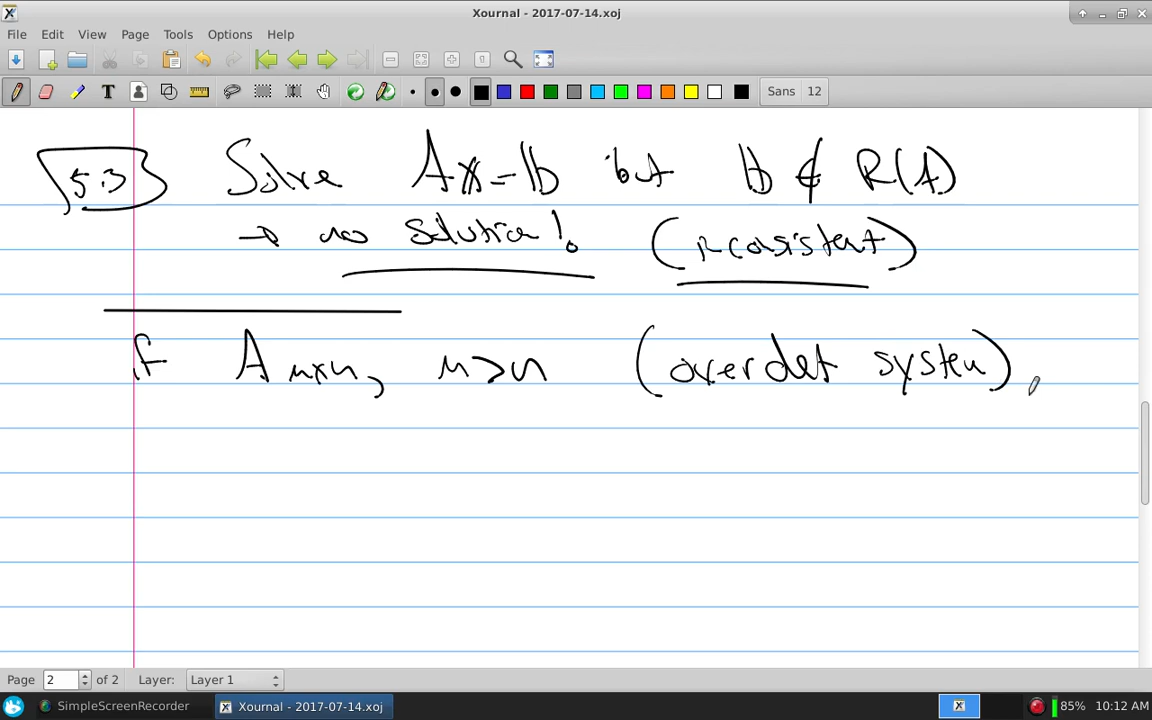 Xournal - 2017-07-14.xoj
File Edit View Page Tools Options Help
Sans 12
5.3 Solve Ax=b but b ∉ R(A)
→ no solution! (inconsistent)
if A mxn, m>n (overdet system),
Page 2 of 2 Layer: Layer 1
SimpleScreenRecorder Xournal - 2017-07-14.xoj 85% 10:12 AM